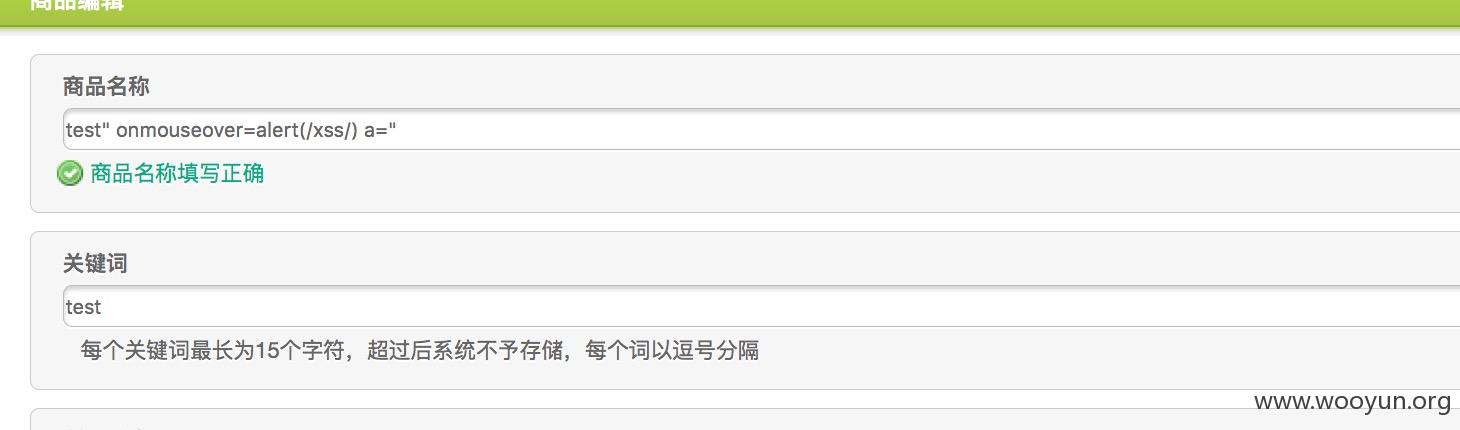 商品编辑
商品名称
test" onmouseover=alert(/xss/) a="
商品名称填写正确
关键词
test
每个关键词最长为15个字符，超过后系统不予存储，每个词以逗号分隔
www.wooyun.org